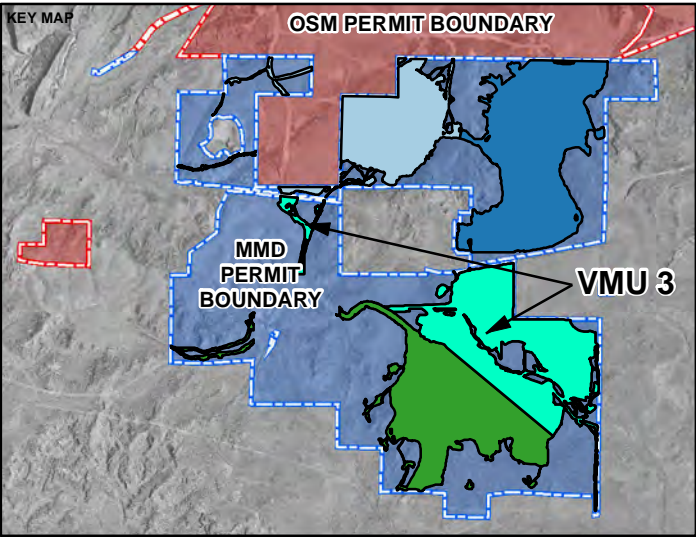 KEY MAP
OSM PERMIT BOUNDARY
MMD
PERMIT
BOUNDARY
VMU 3